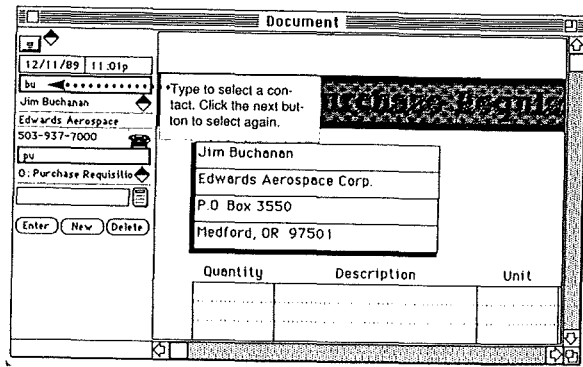 Document
12/11/89 11:01p
bu
Jim Buchanan
Edwards Aerospace
503-937-7000
pu
O: Purchase Requisitio
Enter New Delete
•Type to select a con-
tact. Click the next but-
ton to select again.
urchase Requis
Jim Buchanan
Edwards Aerospace Corp.
P.O Box 3550
Medford, OR 97501
Quantity Description Unit